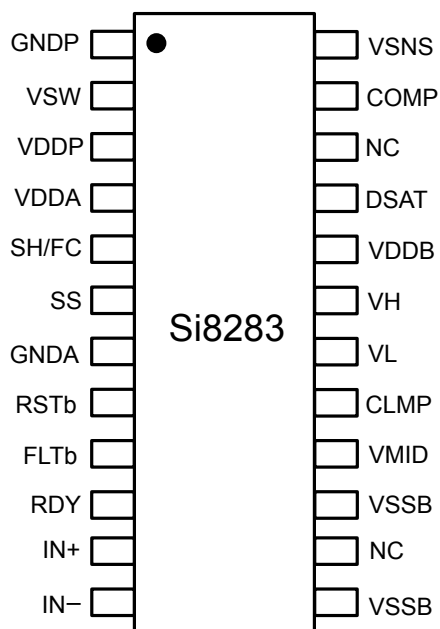 GNDP
VSW
VDDP
VDDA
SH/FC
SS
GNDA
RSTb
FLTb
RDY
IN+
IN−
Si8283
VSNS
COMP
NC
DSAT
VDDB
VH
VL
CLMP
VMID
VSSB
NC
VSSB